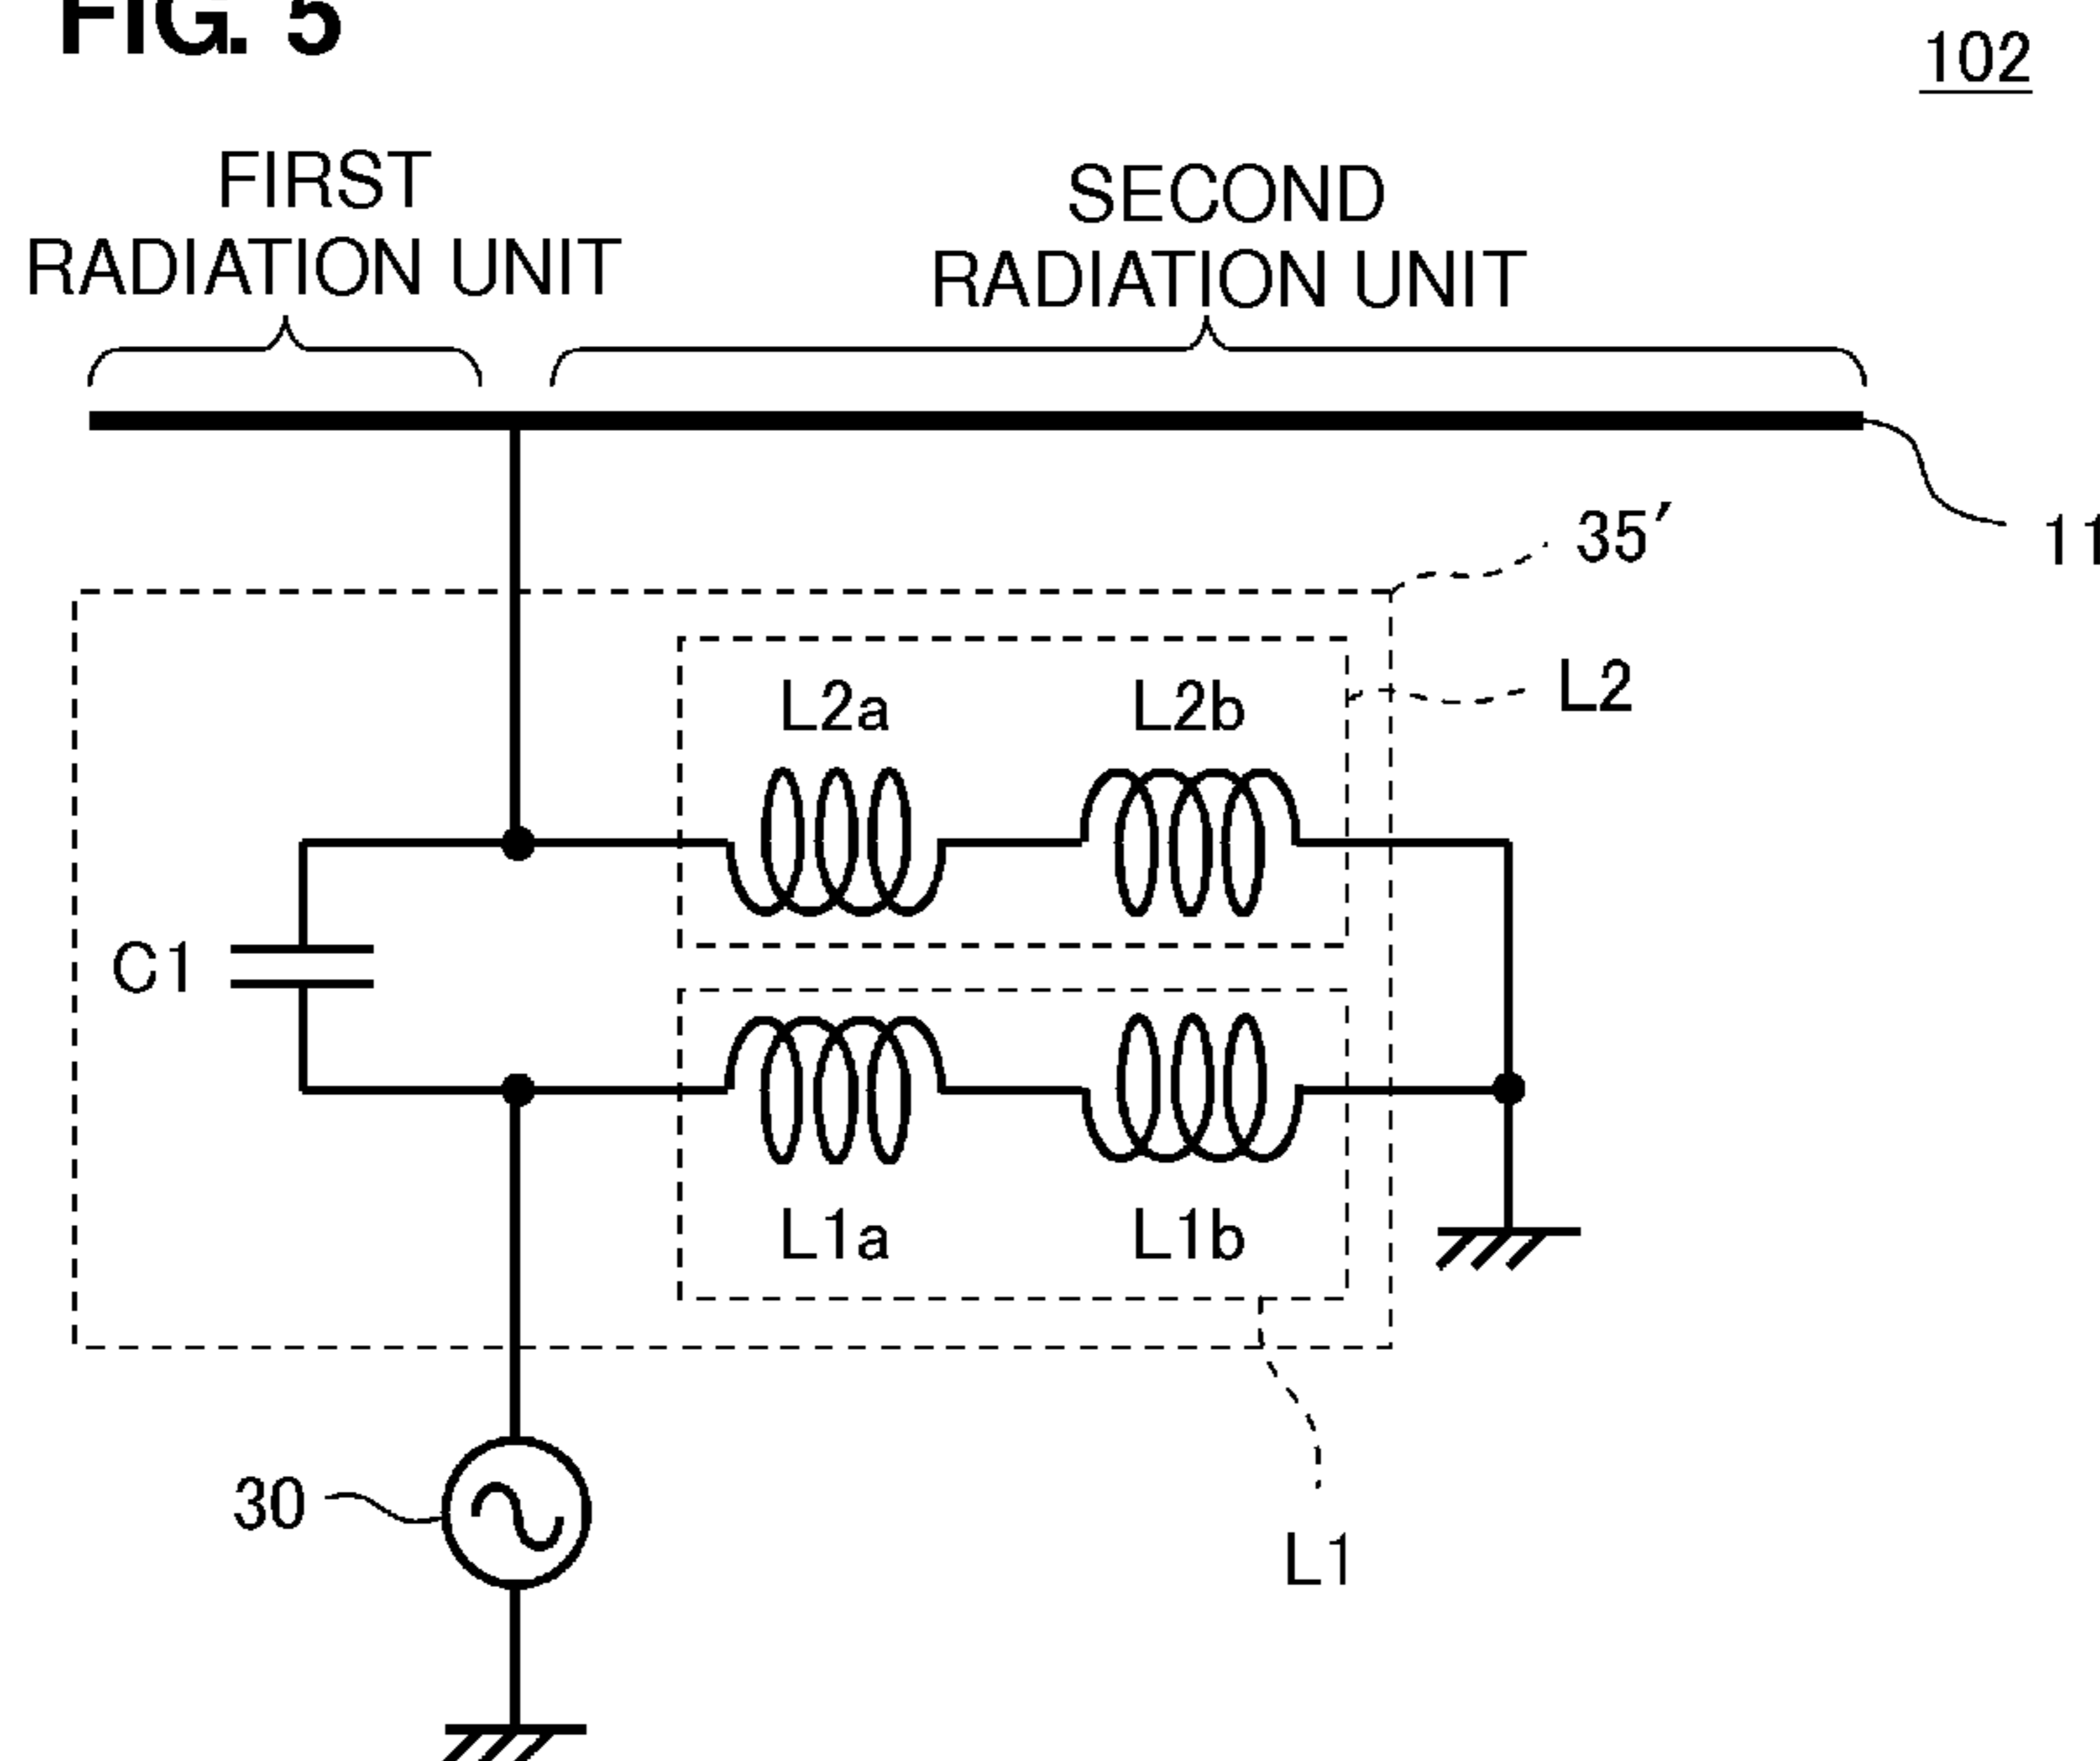 FIG. 5
102
FIRST
RADIATION UNIT
SECOND
RADIATION UNIT
11
35′
L2
L2a
L2b
C1
L1a
L1b
30
L1